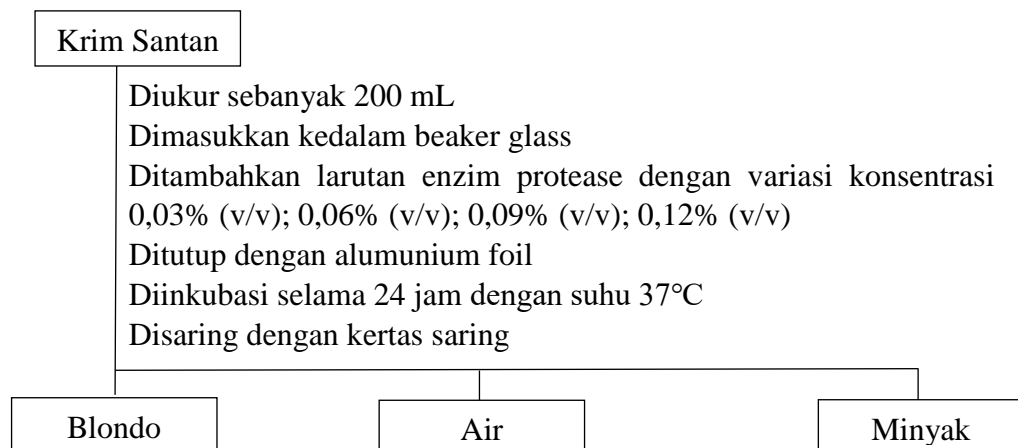 Krim Santan
Diukur sebanyak 200 mL
Dimasukkan kedalam beaker glass
Ditambahkan larutan enzim protease dengan variasi konsentrasi
0,03% (v/v); 0,06% (v/v); 0,09% (v/v); 0,12% (v/v)
Ditutup dengan alumunium foil
Diinkubasi selama 24 jam dengan suhu 37°C
Disaring dengan kertas saring
Blondo
Air
Minyak